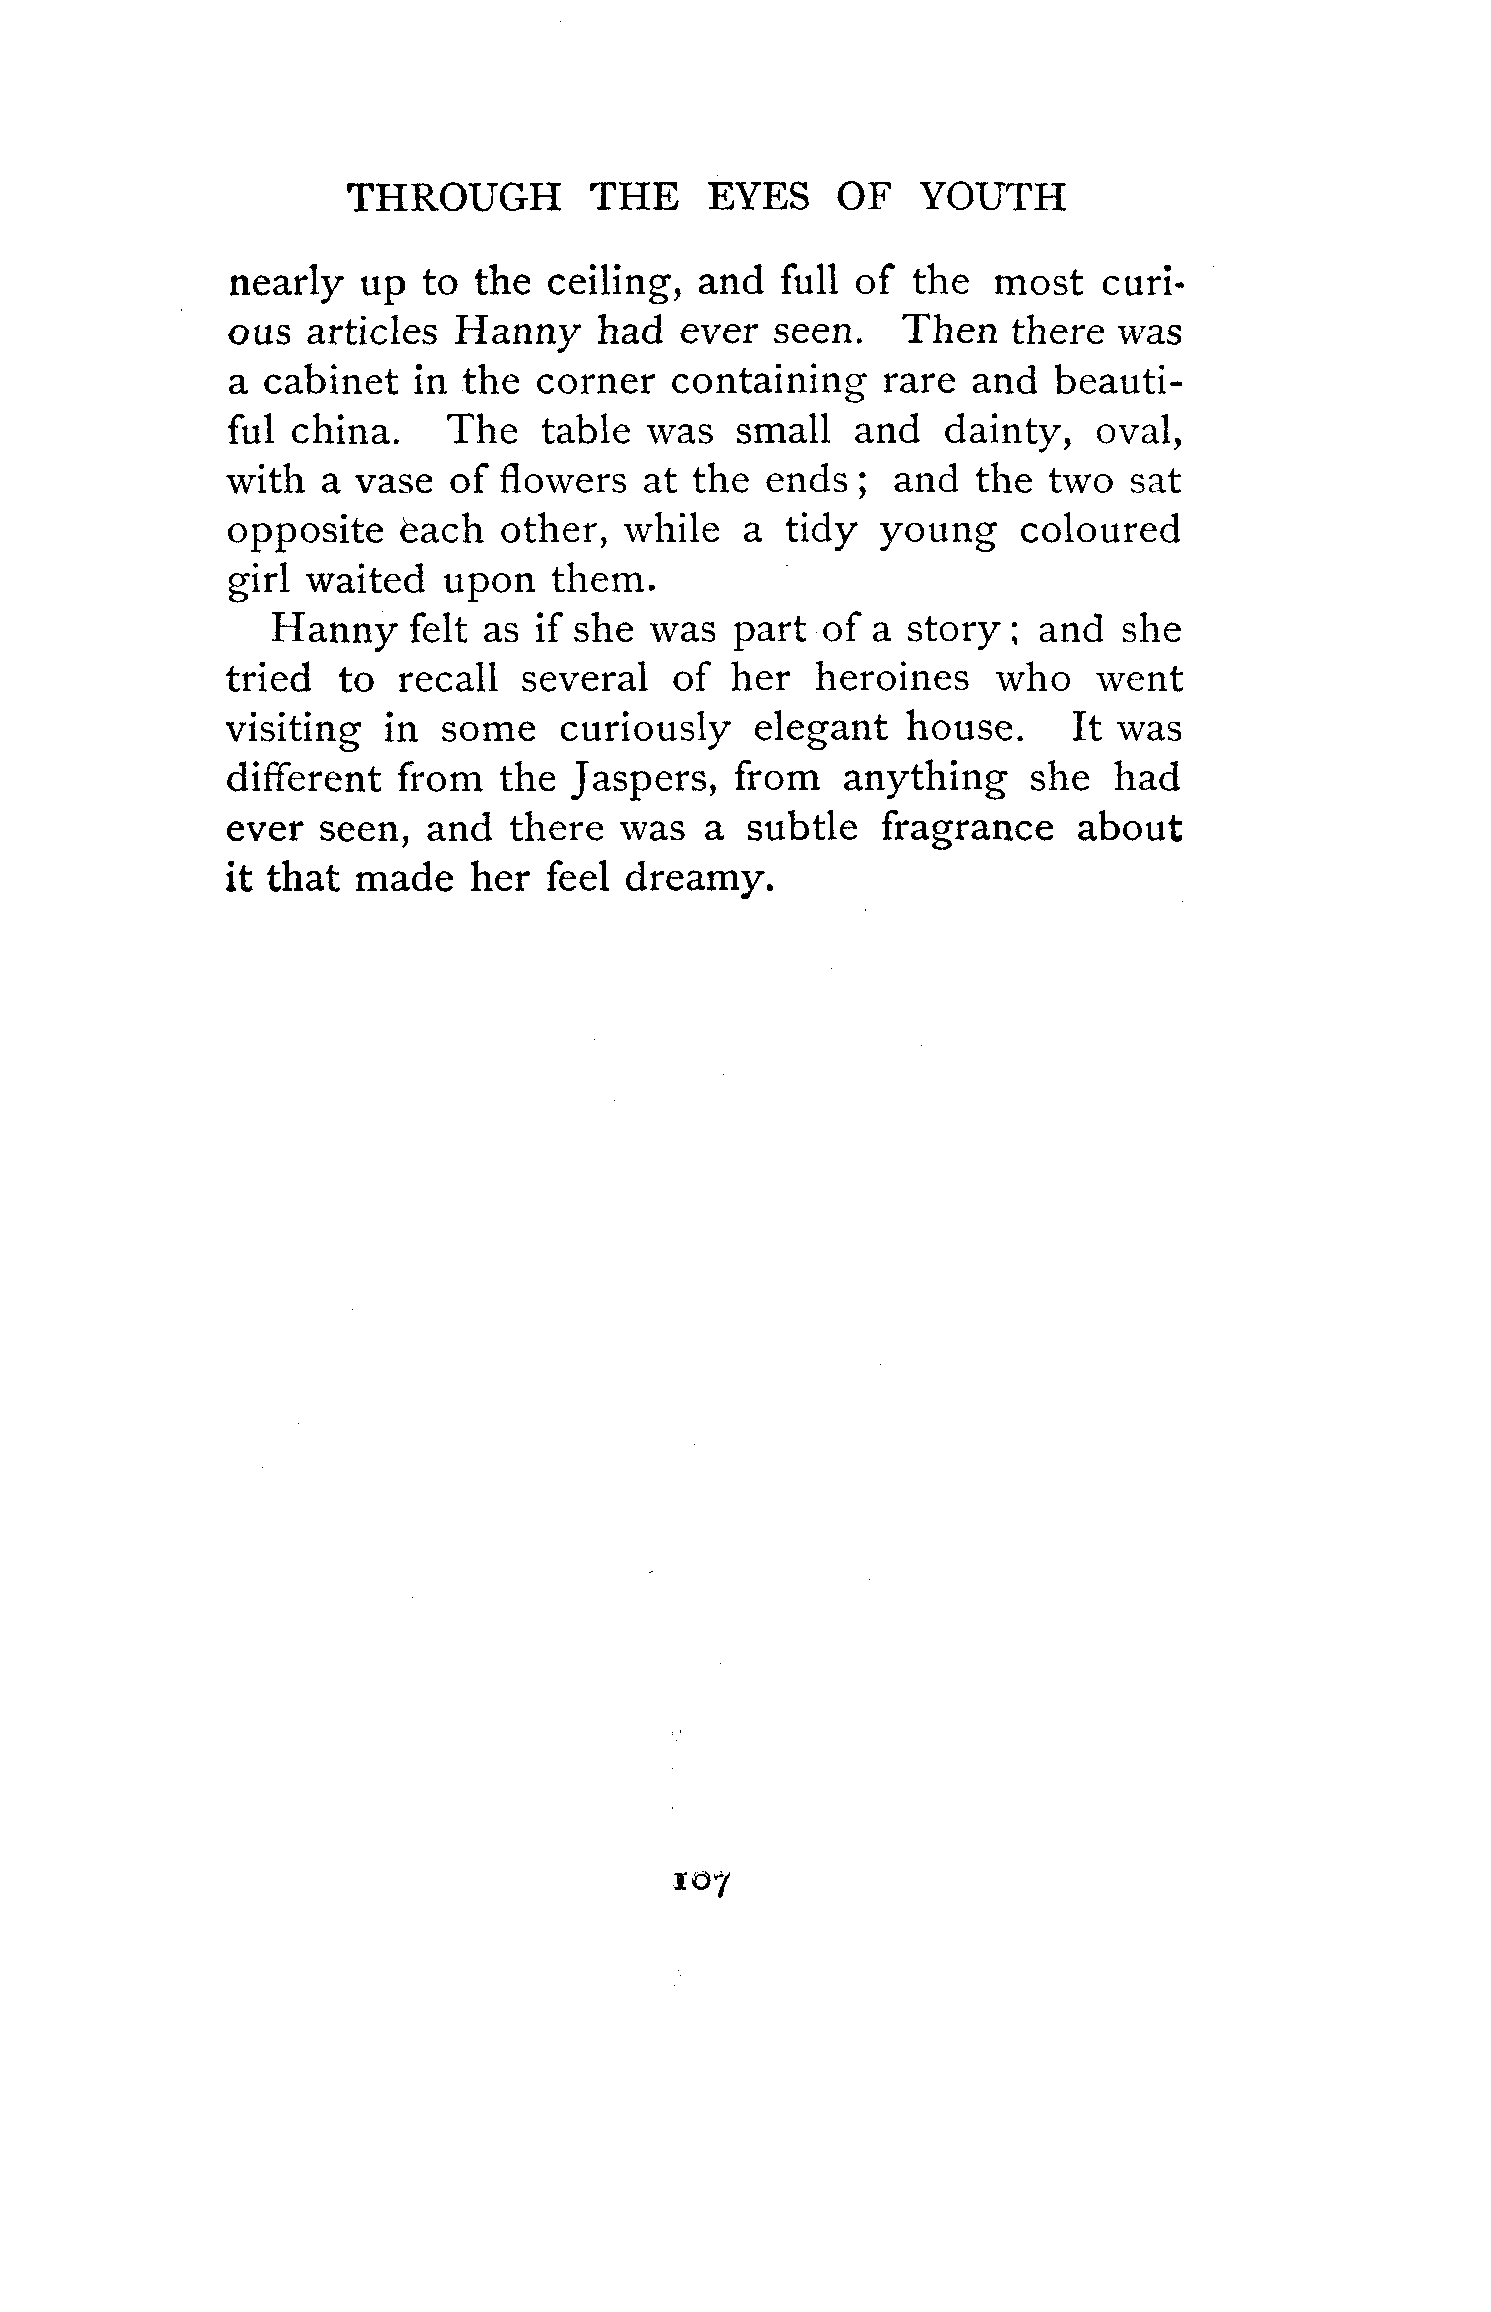 THROUGH THE EYES OF YOUTH
nearly up to the ceiling, and full of the most curi-
ous articles Hanny had ever seen. Then there was
a cabinet in the corner containing rare and beauti-
ful china. The table was small and dainty, oval,
with a vase of flowers at the ends; and the two sat
opposite each other, while a tidy young coloured
girl waited upon them.
Hanny felt as if she was part of a story; and she
tried to recall several of her heroines who went
visiting in some curiously elegant house. It was
different from the Jaspers, from anything she had
ever seen, and there was a subtle fragrance about
it that made her feel dreamy.
107